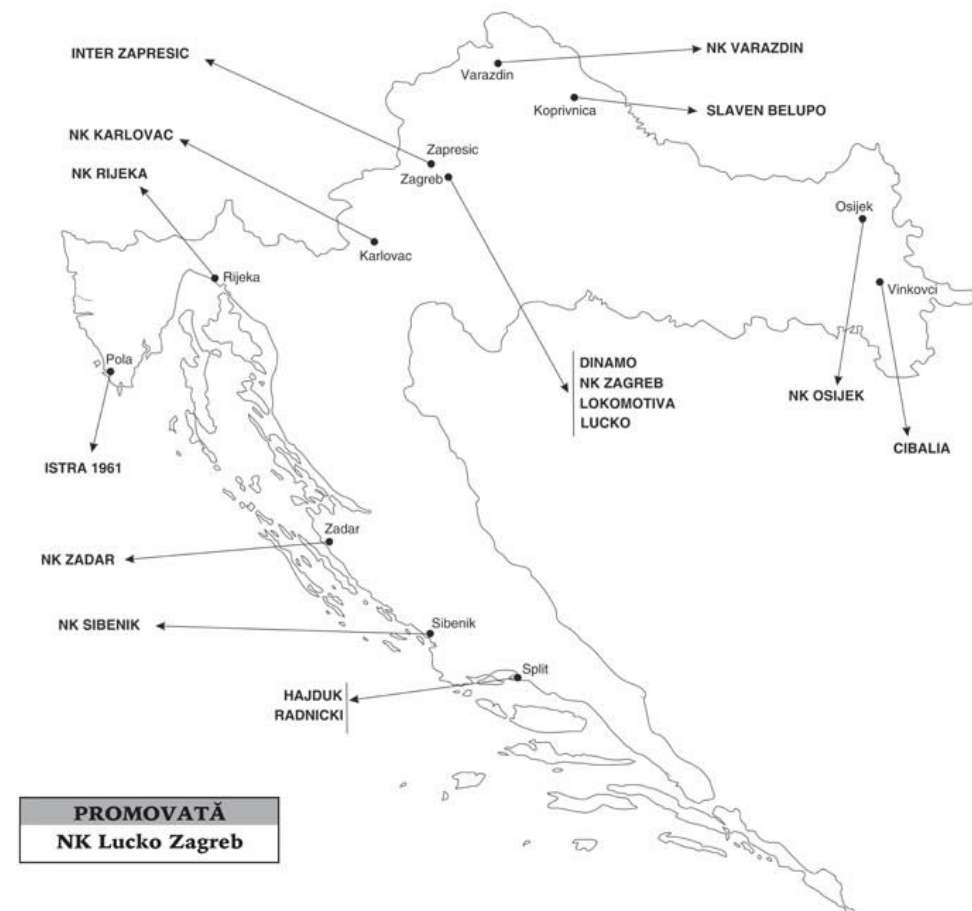 INTER ZAPRESIC
NK VARAZDIN
Varazdin
Koprivnica
SLAVEN BELUPO
NK KARLOVAC
NK RIJEKA
Zapresic
Zagreb
Osijek
Karlovac
Rijeka
Vinkovci
Pola
DINAMO
NK ZAGREB
LOKOMOTIVA
LUCKO
NK OSIJEK
CIBALIA
ISTRA 1961
Zadar
NK ZADAR
NK SIBENIK
Sibenik
Split
HAJDUK
RADNICKI
PROMOVATĂ
NK Lucko Zagreb